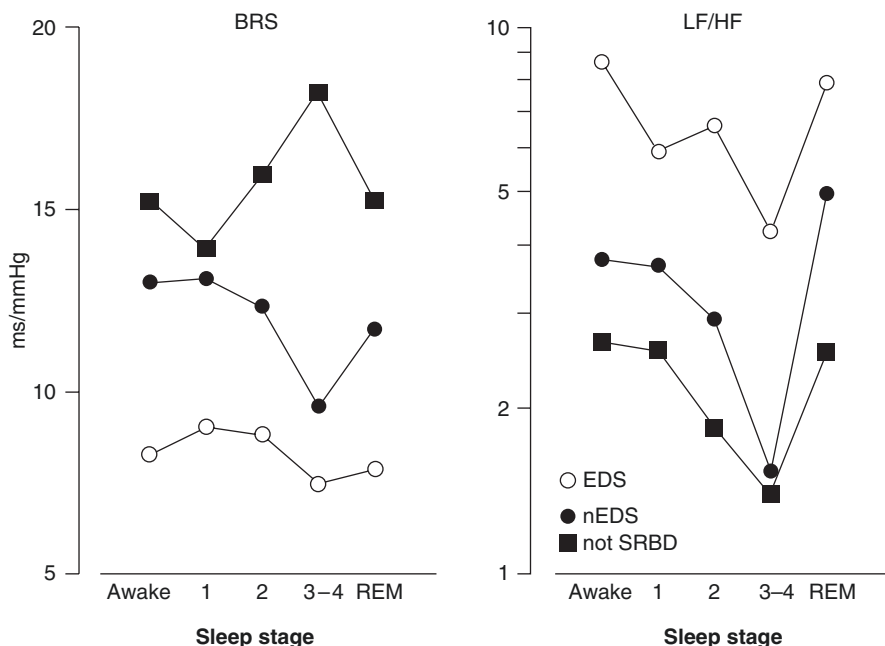 BRS
20
15
10
5
ms/mmHg
Awake 1 2 3–4 REM
Sleep stage
LF/HF
10
5
2
1
EDS
nEDS
not SRBD
Awake 1 2 3–4 REM
Sleep stage